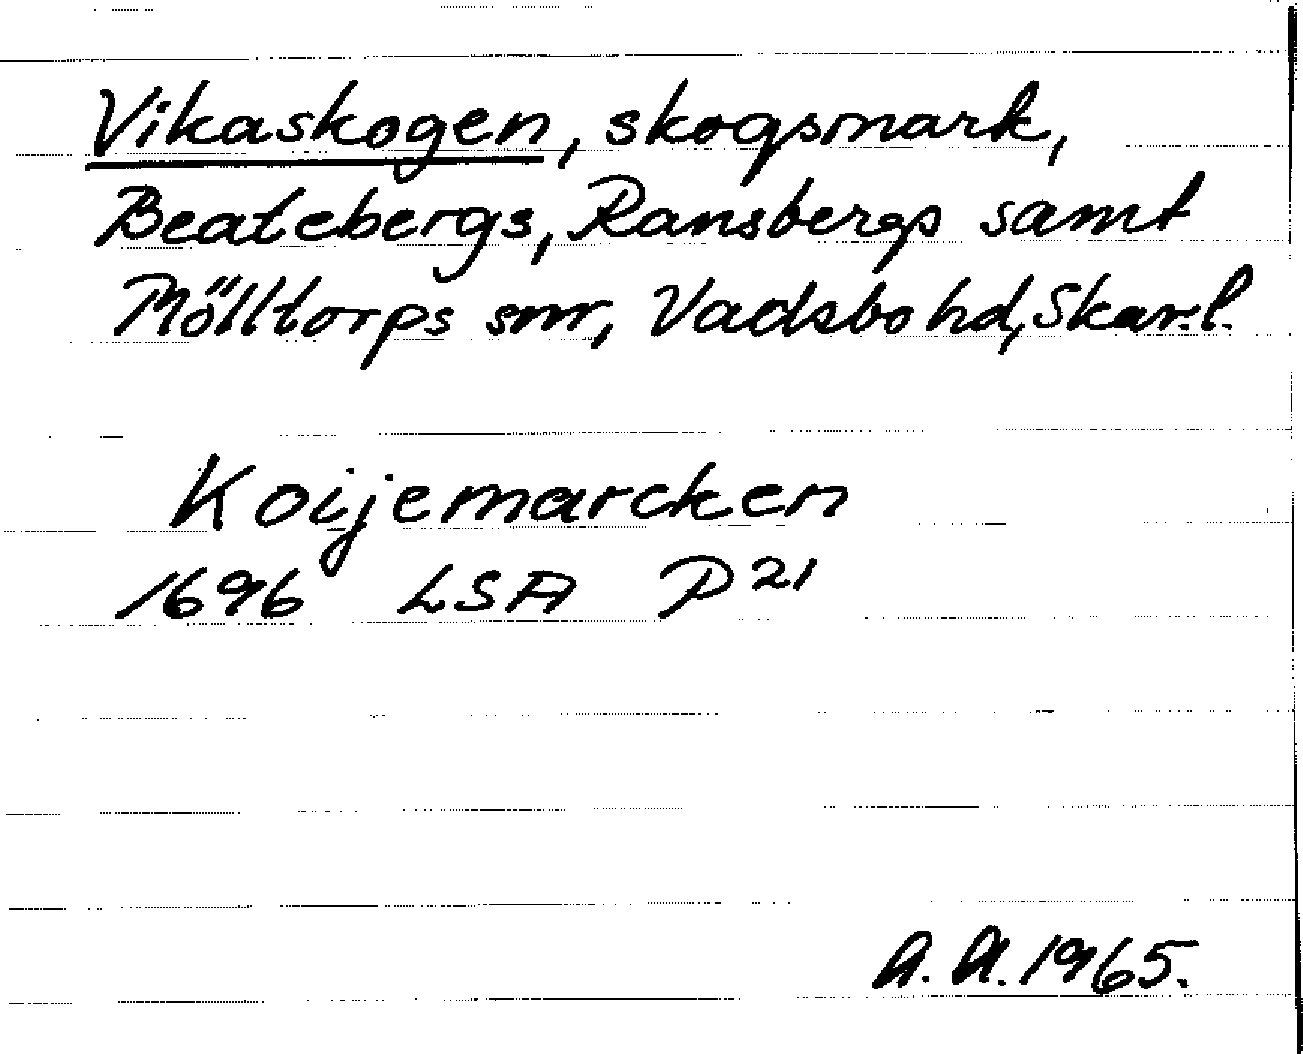 Vikaskogen, skogsmark,
Beatebergs, Ransbergs samt
Mölltorps snr, Vadsbo hd, Skar.l.
Koijemarcken
1696 LSA P21
A.A. 1965.